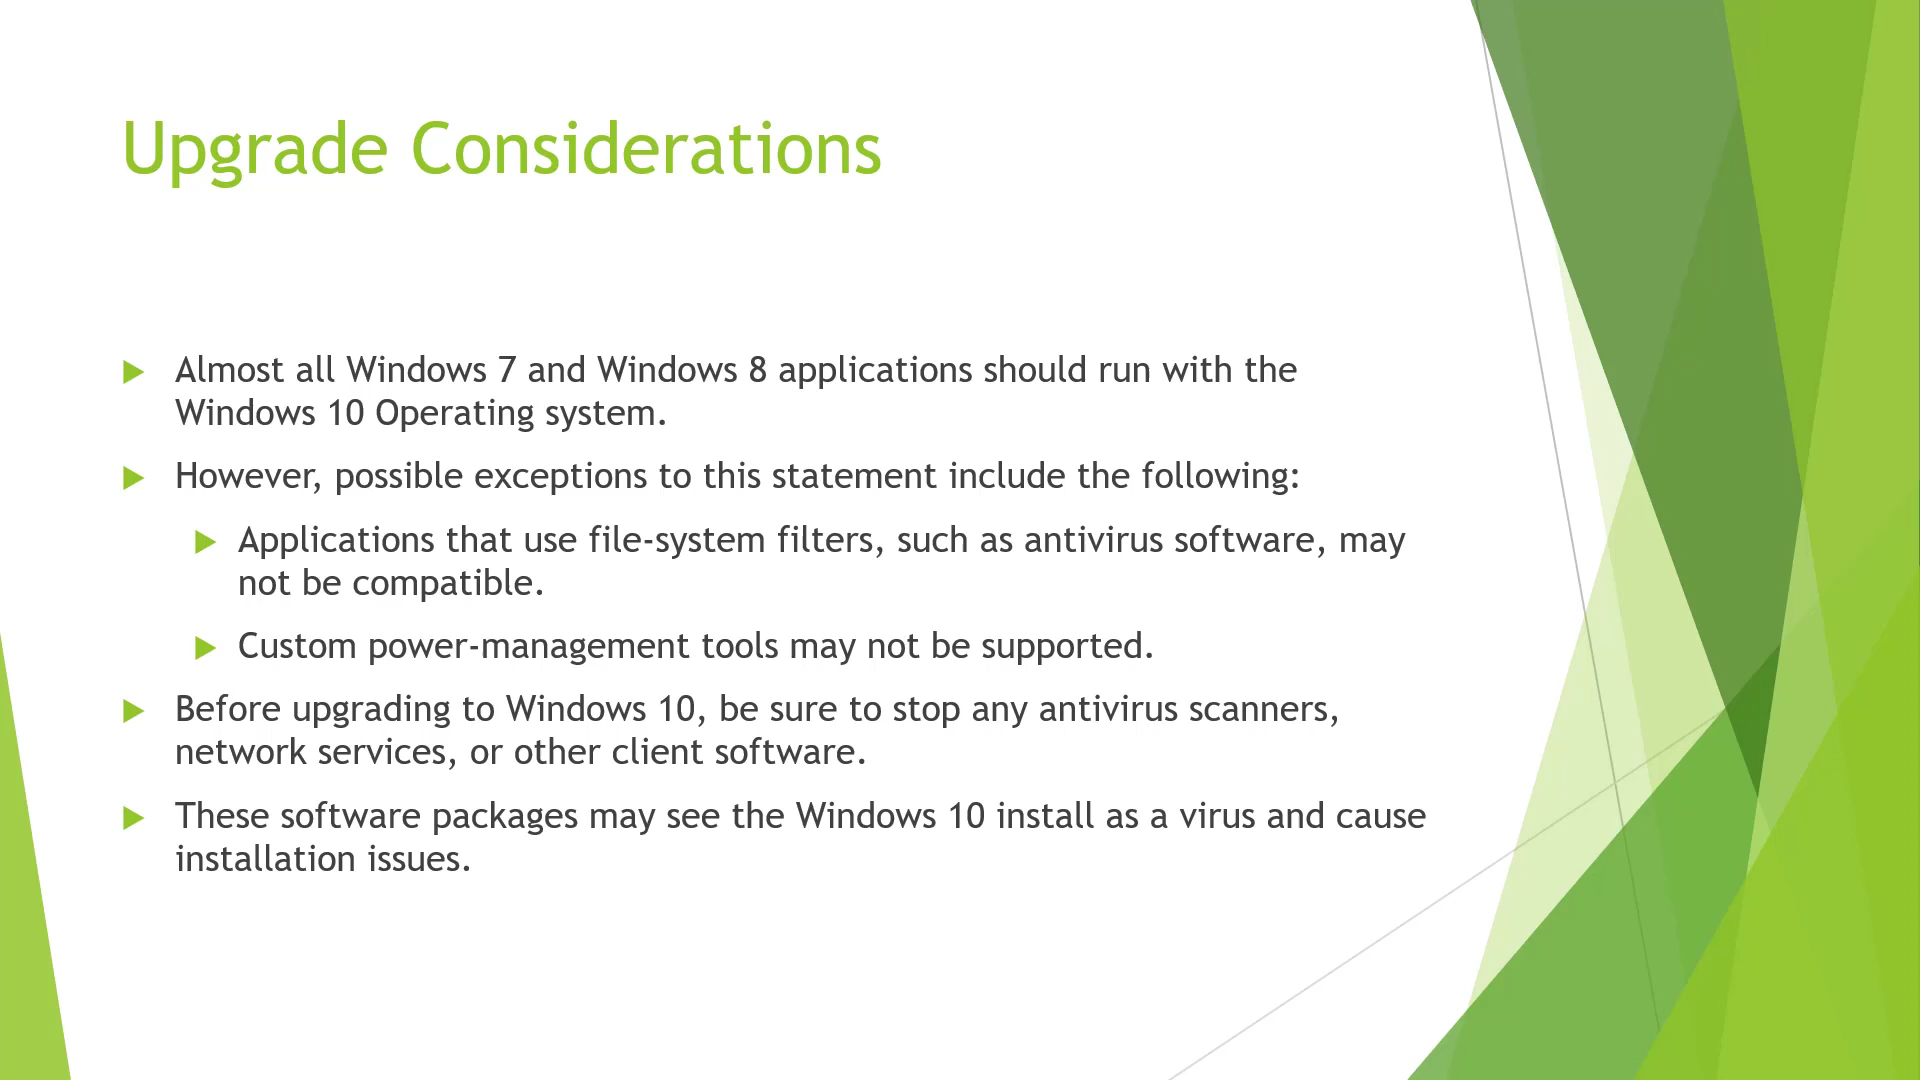 Upgrade Considerations
Almost all Windows 7 and Windows 8 applications should run with the
Windows 10 Operating system.
However, possible exceptions to this statement include the following:
Applications that use file-system filters, such as antivirus software, may
not be compatible.
Custom power-management tools may not be supported.
Before upgrading to Windows 10, be sure to stop any antivirus scanners,
network services, or other client software.
These software packages may see the Windows 10 install as a virus and cause
installation issues.